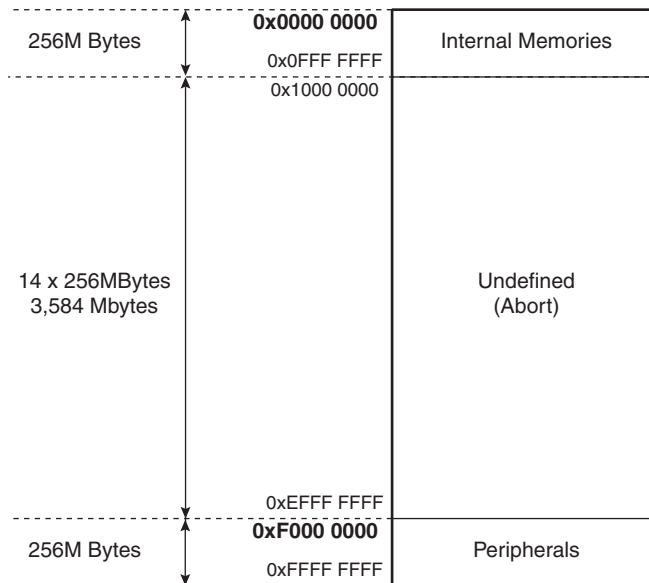 256M Bytes
0x0000 0000
0x0FFF FFFF
Internal Memories
0x1000 0000
14 x 256MBytes
3,584 Mbytes
Undefined
(Abort)
0xEFFF FFFF
256M Bytes
0xF000 0000
0xFFFF FFFF
Peripherals